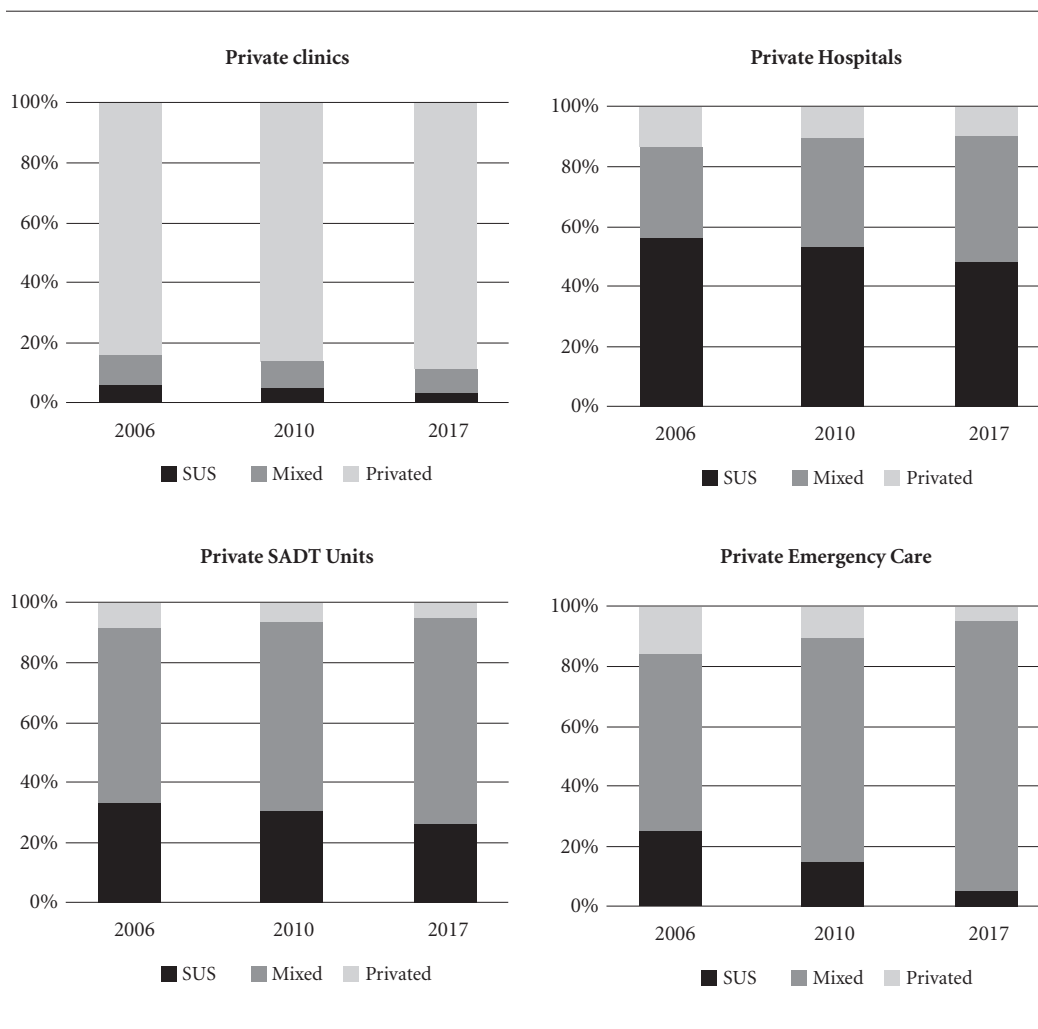 Private clinics
100%
80%
60%
40%
20%
0%
2006 2010 2017
SUS Mixed Privated
Private Hospitals
100%
80%
60%
40%
20%
0%
2006 2010 2017
SUS Mixed Privated
Private SADT Units
100%
80%
60%
40%
20%
0%
2006 2010 2017
SUS Mixed Privated
Private Emergency Care
100%
80%
60%
40%
20%
0%
2006 2010 2017
SUS Mixed Privated